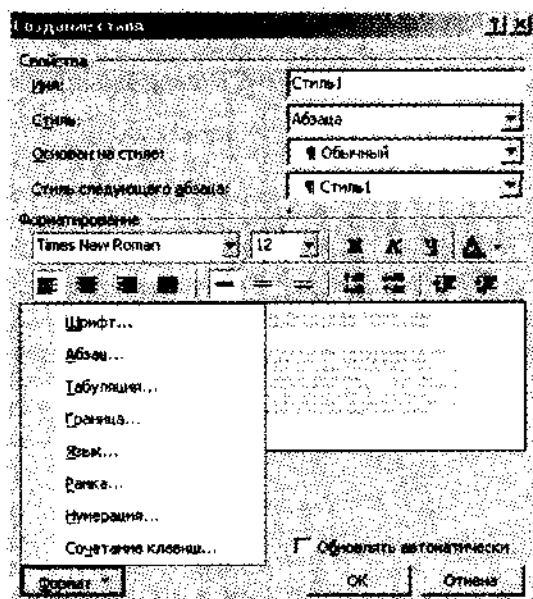 Создание стиля
Свойства
Имя: Стиль1
Стиль: Абзаца
Основан на стиле: ¶ Обычный
Стиль следующего абзаца: ¶ Стиль1
Форматирование
Times New Roman 12 Ж К Ч А
Шрифт...
Абзац...
Табуляция...
Граница...
Язык...
Рамка...
Нумерация...
Сочетание клавиш...
Обновлять автоматически
Формат ОК Отмена